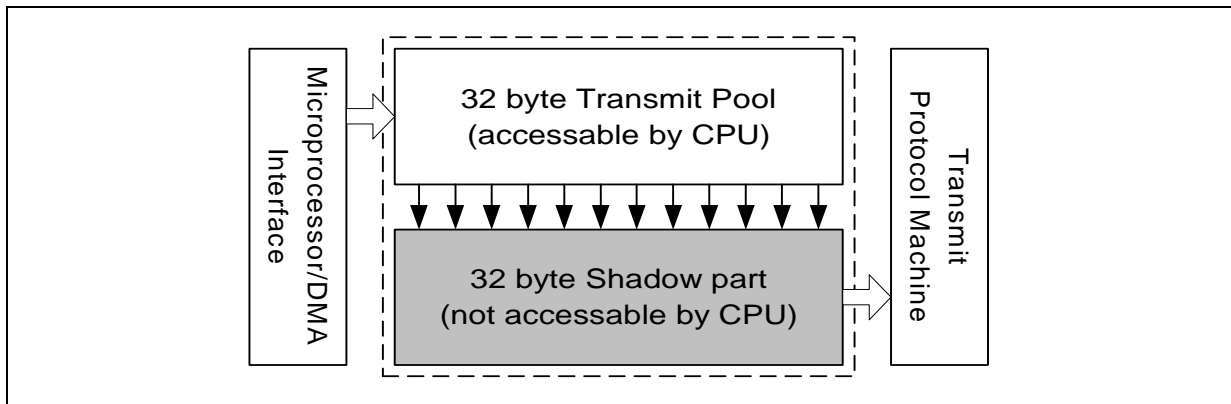 Microprocessor/DMA
Interface
32 byte Transmit Pool
(accessable by CPU)
32 byte Shadow part
(not accessable by CPU)
Transmit
Protocol Machine